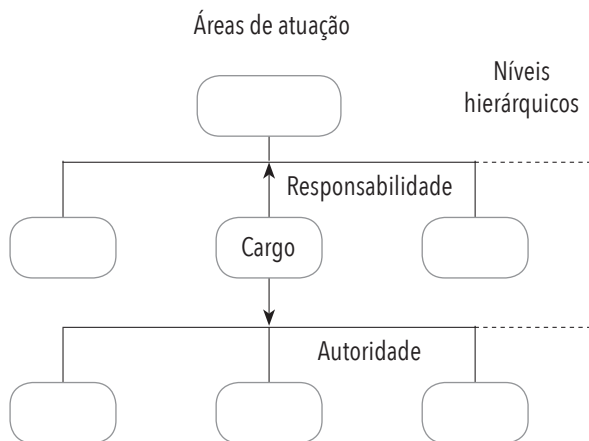 Áreas de atuação
Níveis
hierárquicos
Responsabilidade
Cargo
Autoridade